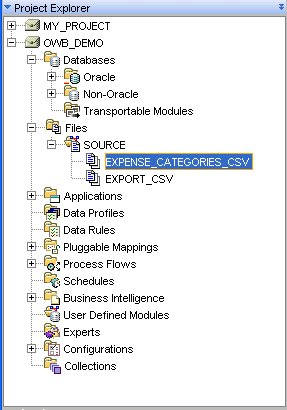 Project Explorer
MY_PROJECT
OWB_DEMO
Databases
Oracle
Non-Oracle
Transportable Modules
Files
SOURCE
EXPENSE_CATEGORIES_CSV
EXPORT_CSV
Applications
Data Profiles
Data Rules
Pluggable Mappings
Process Flows
Schedules
Business Intelligence
User Defined Modules
Experts
Configurations
Collections